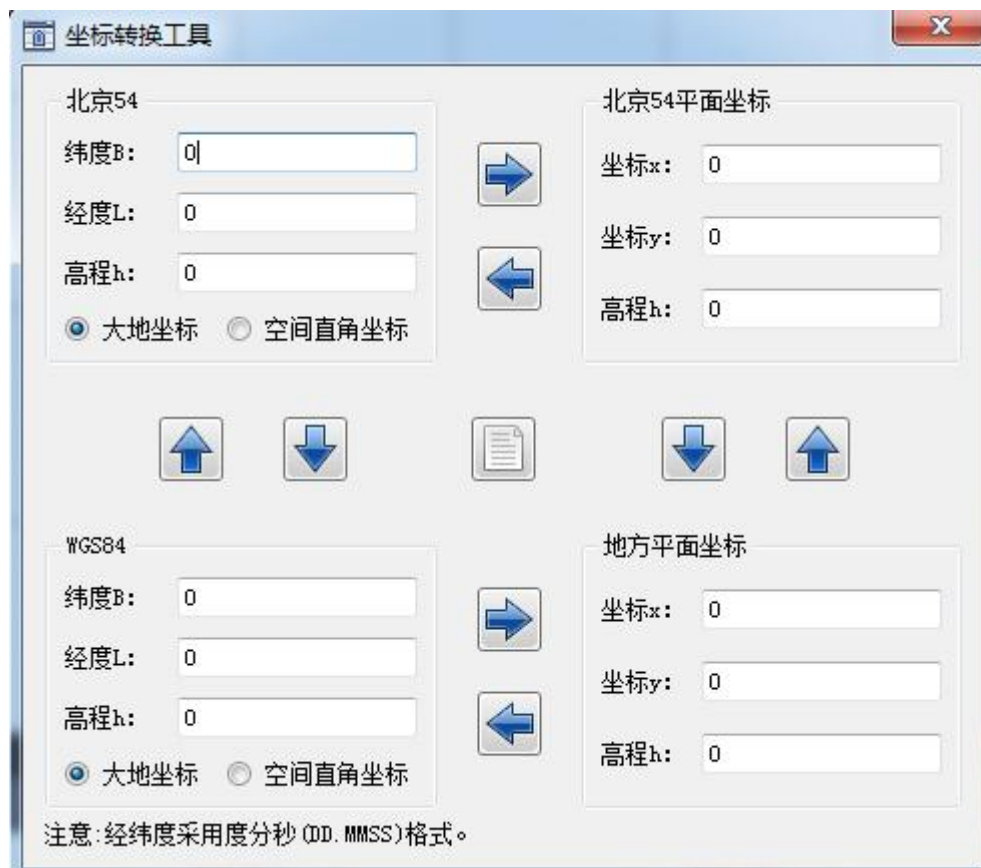 坐标转换工具
北京54
纬度B: 0
经度L: 0
高程h: 0
大地坐标 空间直角坐标
北京54平面坐标
坐标x: 0
坐标y: 0
高程h: 0
WGS84
纬度B: 0
经度L: 0
高程h: 0
大地坐标 空间直角坐标
地方平面坐标
坐标x: 0
坐标y: 0
高程h: 0
注意:经纬度采用度分秒(DD.MMSS)格式。